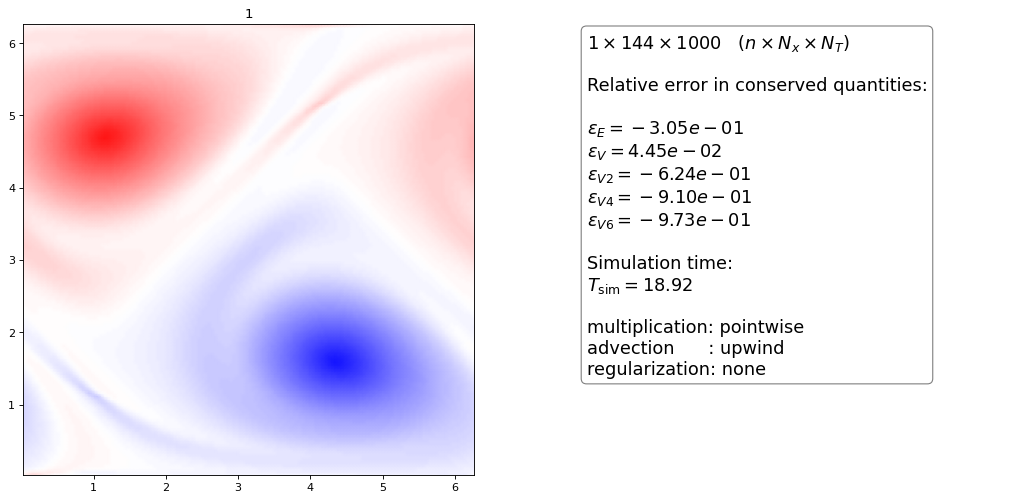 1
6
5
4
3
2
1
1 2 3 4 5 6
1 × 144 × 1000 (n × Nₓ × N_T)
Relative error in conserved quantities:
ε_E = −3.05e − 01
ε_V = 4.45e − 02
ε_V2 = −6.24e − 01
ε_V4 = −9.10e − 01
ε_V6 = −9.73e − 01
Simulation time:
T_sim = 18.92
multiplication: pointwise
advection : upwind
regularization: none